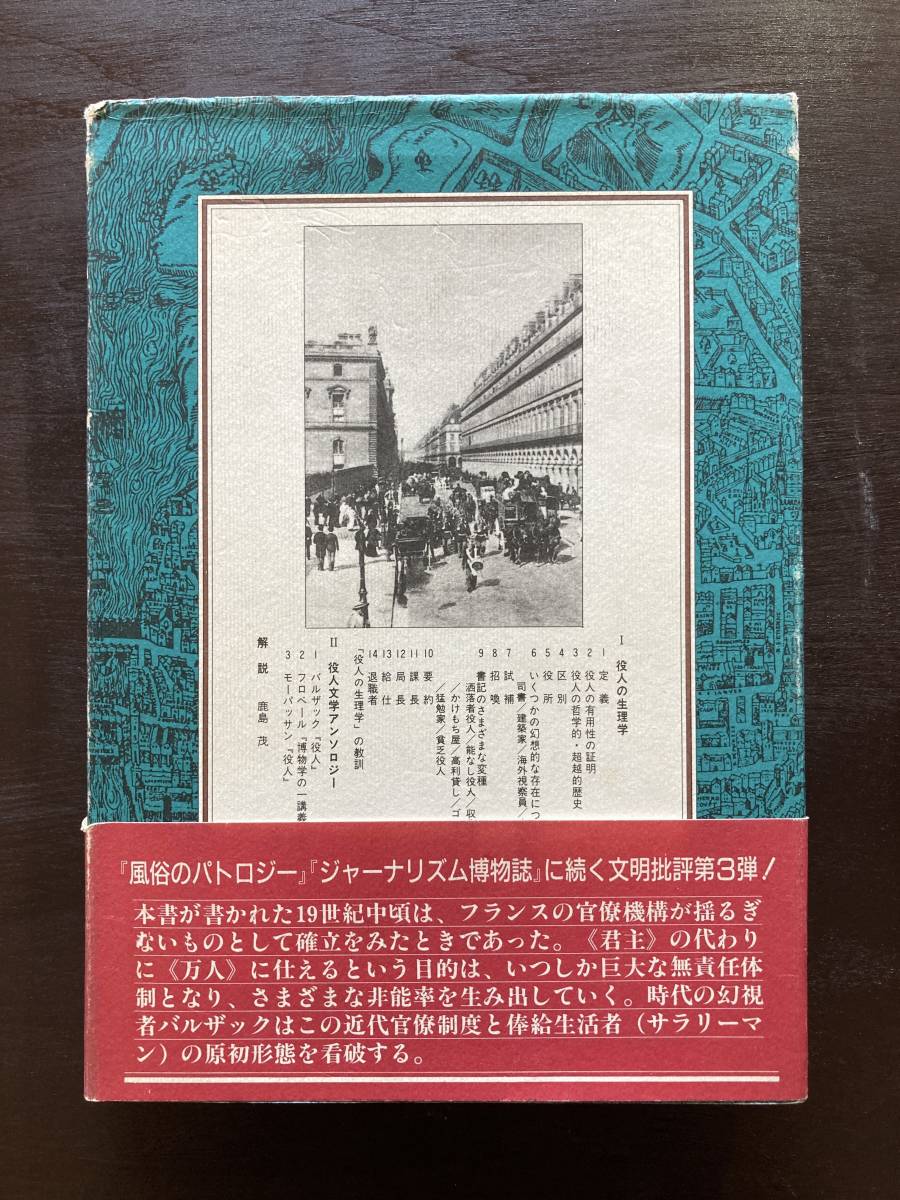 Ⅰ 役人の生理学
1 定義
2 役人の有用性の証明
3 役人の哲学的・超越的歴史
4 区別
5 役所
6 いくつかの幻想的な存在につ
司書／建築家／海外視察員／
7 試補
8 招喚
9 書記のさまざまな変種
洒落者役人／能なし役人／収
／かけもち屋／高利貸し／ゴ
／猛勉家／貧乏役人
10 要約
11 課長
12 局長
13 給仕
14 退職者
「役人の生理学」の教訓
Ⅱ 役人文学アンソロジー
1 バルザック『役人』
2 フロベール『博物学の一講義
3 モーパッサン『役人』
解説 鹿島 茂
『風俗のパトロジー』『ジャーナリズム博物誌』に続く文明批評第3弾！
本書が書かれた19世紀中頃は、フランスの官僚機構が揺るぎ
ないものとして確立をみたときであった。《君主》の代わり
に《万人》に仕えるという目的は、いつしか巨大な無責任体
制となり、さまざまな非能率を生み出していく。時代の幻視
者バルザックはこの近代官僚制度と俸給生活者（サラリーマ
ン）の原初形態を看破する。